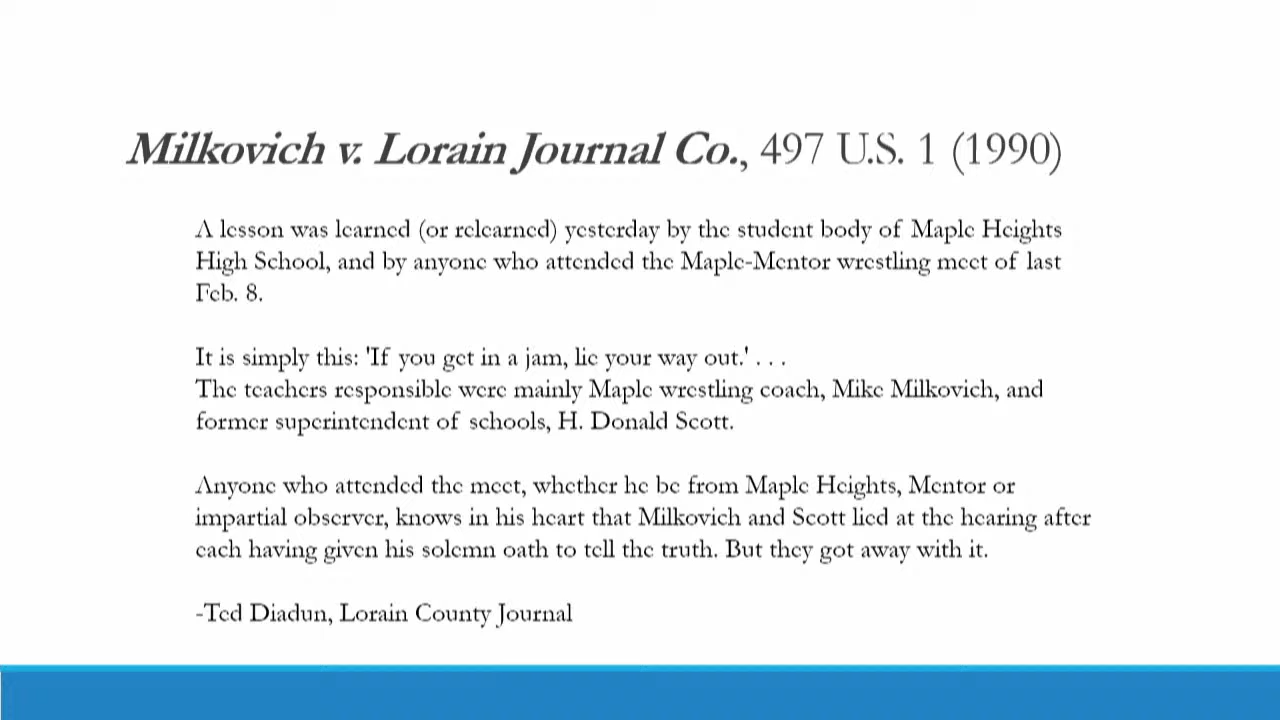 Milkovich v. Lorain Journal Co., 497 U.S. 1 (1990)
A lesson was learned (or relearned) yesterday by the student body of Maple Heights
High School, and by anyone who attended the Maple-Mentor wrestling meet of last
Feb. 8.
It is simply this: 'If you get in a jam, lie your way out.' . . .
The teachers responsible were mainly Maple wrestling coach, Mike Milkovich, and
former superintendent of schools, H. Donald Scott.
Anyone who attended the meet, whether he be from Maple Heights, Mentor or
impartial observer, knows in his heart that Milkovich and Scott lied at the hearing after
each having given his solemn oath to tell the truth. But they got away with it.
-Ted Diadun, Lorain County Journal